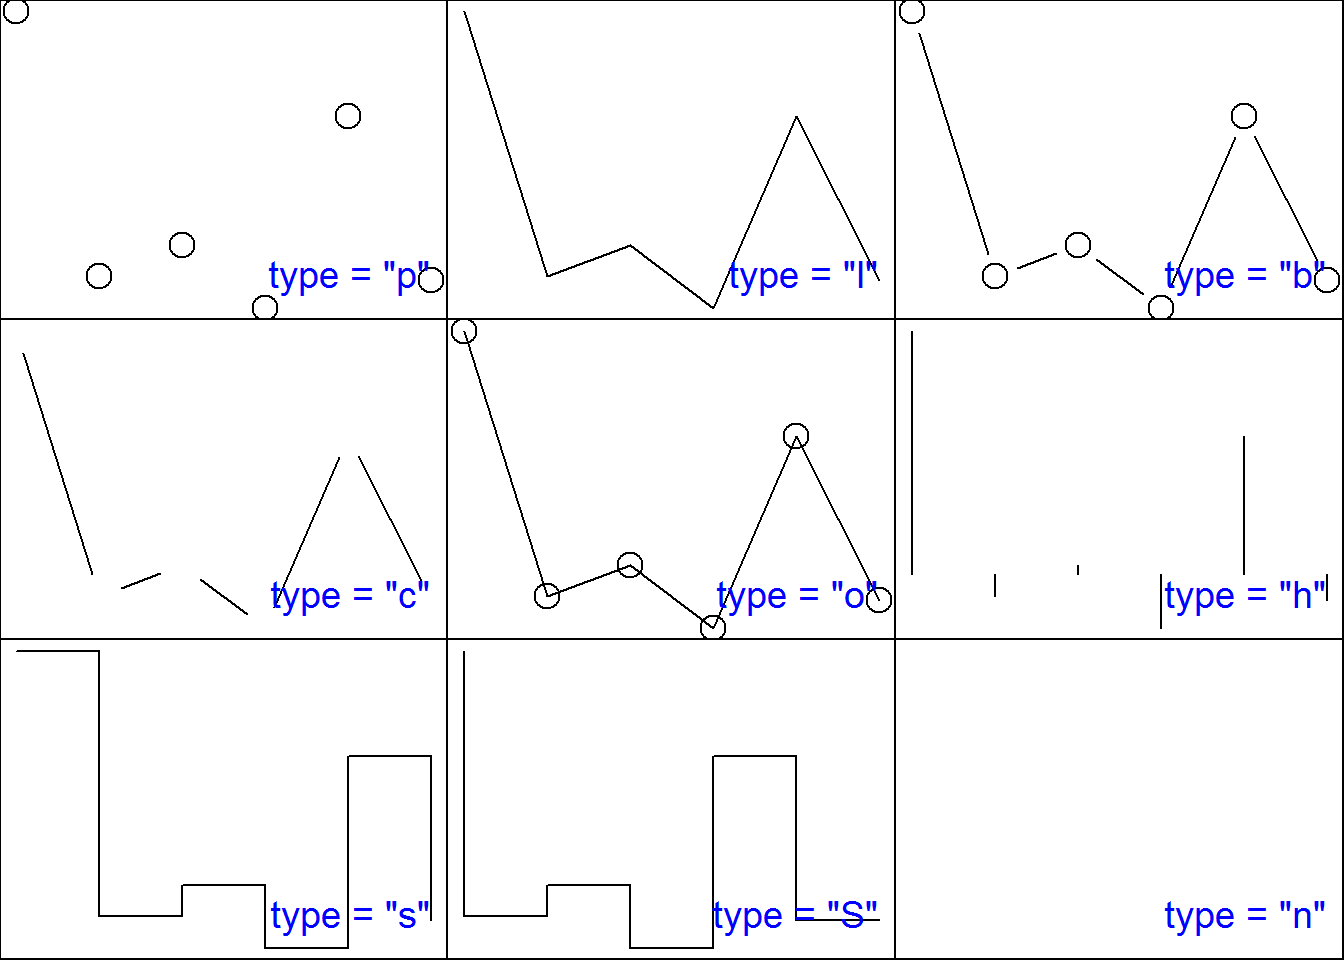 type = "p"
type = "l"
type = "b"
type = "c"
type = "o"
type = "h"
type = "s"
type = "S"
type = "n"